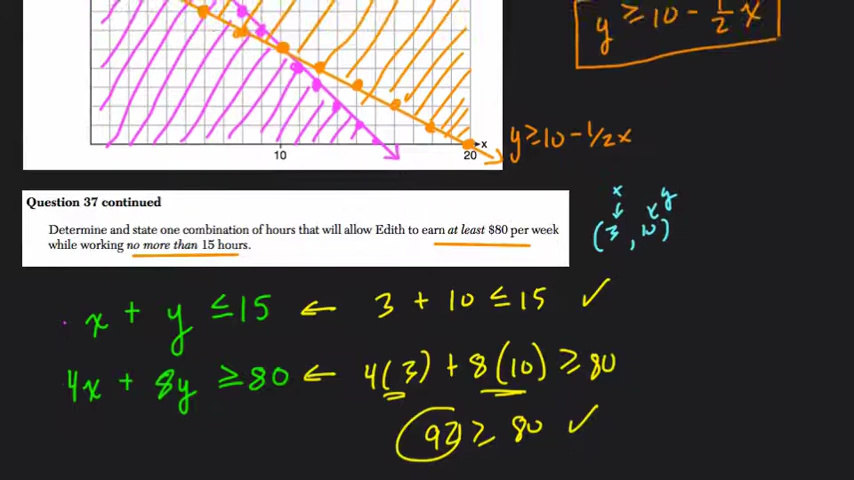 y ≥ 10 - 1/2 x
y ≥ 10 - 1/2 x
x
10
20
Question 37 continued
Determine and state one combination of hours that will allow Edith to earn at least $80 per week
while working no more than 15 hours.
x y
(3, 10)
x + y ≤ 15 ← 3 + 10 ≤ 15 ✓
4x + 8y ≥ 80 ← 4(3) + 8(10) ≥ 80
92 ≥ 80 ✓